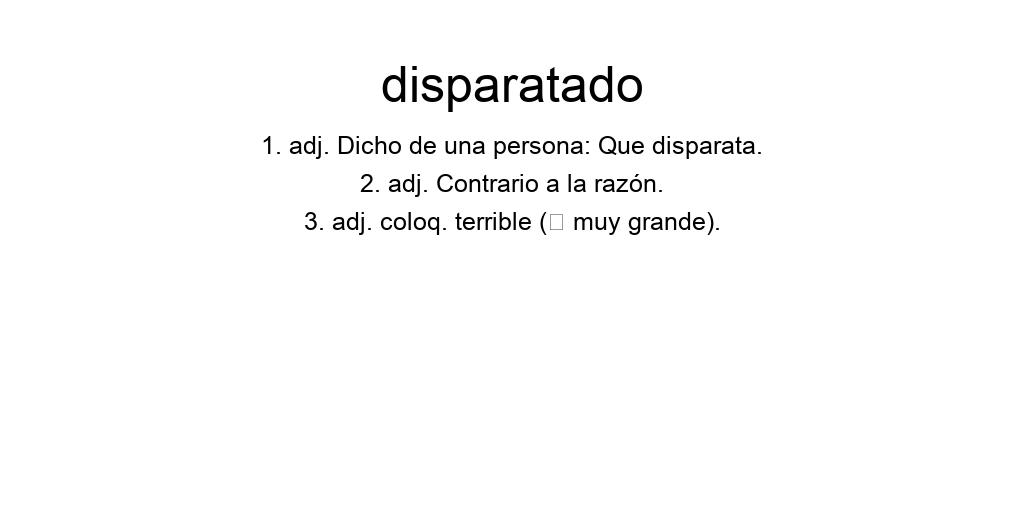 disparatado
1. adj. Dicho de una persona: Que disparata.
2. adj. Contrario a la razón.
3. adj. coloq. terrible (□ muy grande).